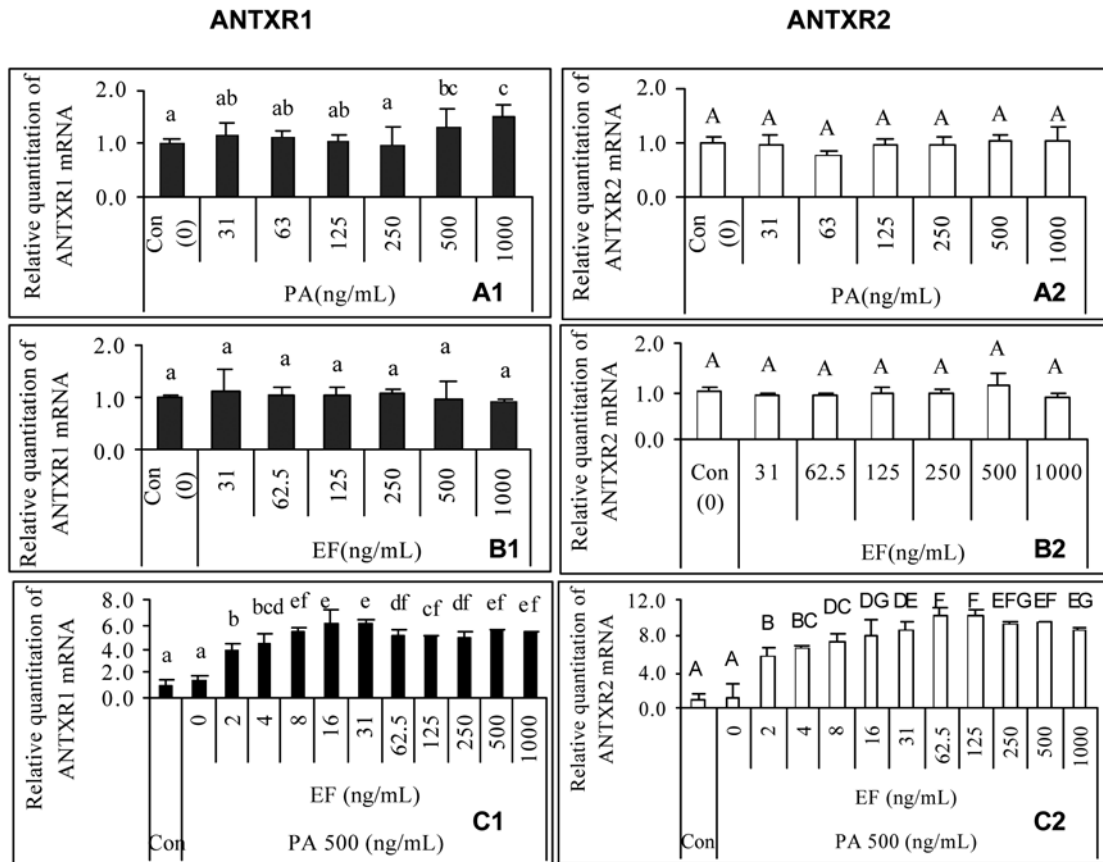 ANTXR1
ANTXR2
Relative quantitation of
ANTXR1 mRNA
2.0
1.0
0.0
a ab ab ab a bc c
Con (0) 31 63 125 250 500 1000
PA(ng/mL)
A1
Relative quantitation of
ANTXR2 mRNA
2.0
1.0
0.0
A A A A A A A
Con (0) 31 63 125 250 500 1000
PA(ng/mL)
A2
Relative quantitation of
ANTXR1 mRNA
2.0
1.0
0.0
a a a a a a a
Con (0) 31 62.5 125 250 500 1000
EF(ng/mL)
B1
Relative quantitation of
ANTXR2 mRNA
2.0
1.0
0.0
A A A A A A A
Con (0) 31 62.5 125 250 500 1000
EF(ng/mL)
B2
Relative quantitation of
ANTXR1 mRNA
8.0
6.0
4.0
2.0
0.0
a a b bcd ef e e df cf df ef ef
Con 0 2 4 8 16 31 62.5 125 250 500 1000
EF (ng/mL)
PA 500 (ng/mL)
C1
Relative quantitation of
ANTXR2 mRNA
12.0
8.0
4.0
0.0
A A B BC DC DG DE F F EFG EF EG
Con 0 2 4 8 16 31 62.5 125 250 500 1000
EF (ng/mL)
PA 500 (ng/mL)
C2